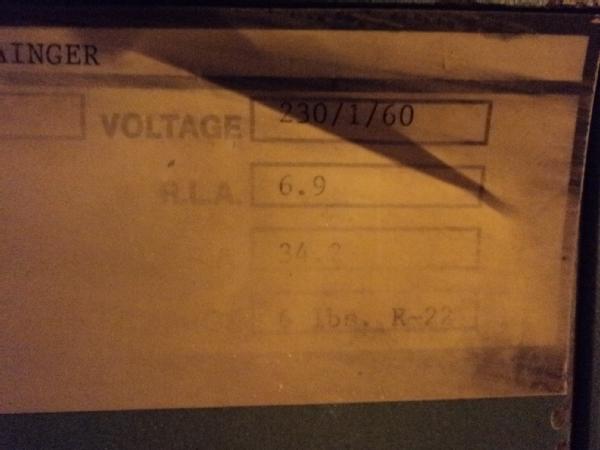 AINGER
VOLTAGE 230/1/60
R.L.A. 6.9
34.2
6 lbs. R-22